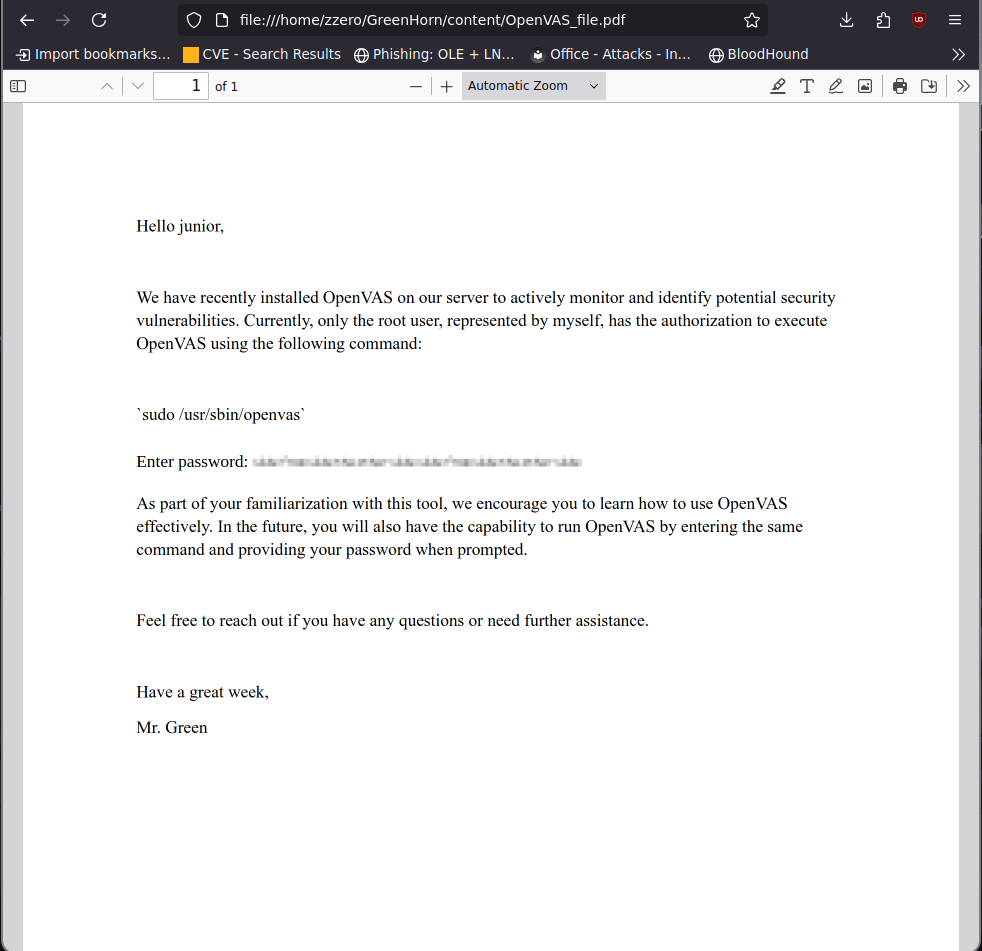 file:///home/zzero/GreenHorn/content/OpenVAS_file.pdf
Import bookmarks... CVE - Search Results Phishing: OLE + LN... Office - Attacks - In... BloodHound
1 of 1 Automatic Zoom
Hello junior,
We have recently installed OpenVAS on our server to actively monitor and identify potential security
vulnerabilities. Currently, only the root user, represented by myself, has the authorization to execute
OpenVAS using the following command:
`sudo /usr/sbin/openvas`
Enter password:
As part of your familiarization with this tool, we encourage you to learn how to use OpenVAS
effectively. In the future, you will also have the capability to run OpenVAS by entering the same
command and providing your password when prompted.
Feel free to reach out if you have any questions or need further assistance.
Have a great week,
Mr. Green